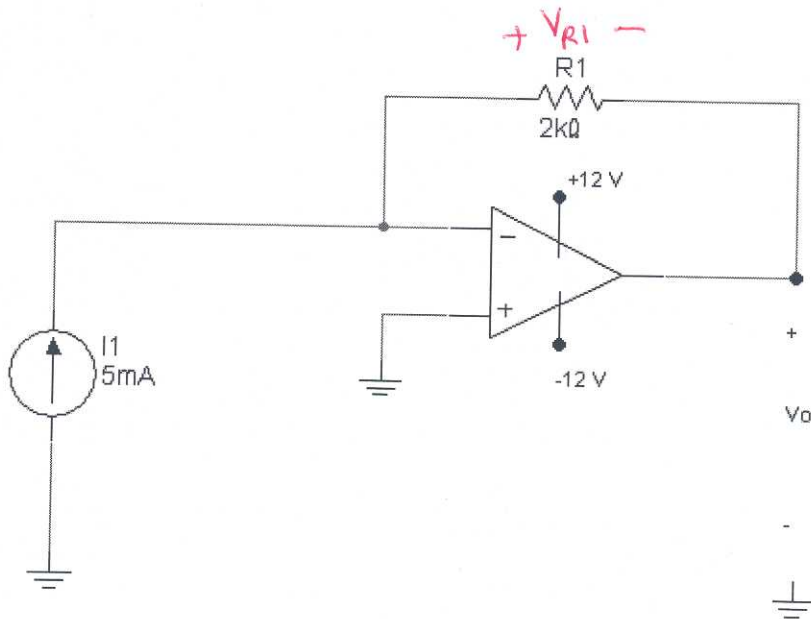 + VR1 -
R1
2kΩ
+12 V
-
+
I1
5mA
-12 V
+
Vo
-